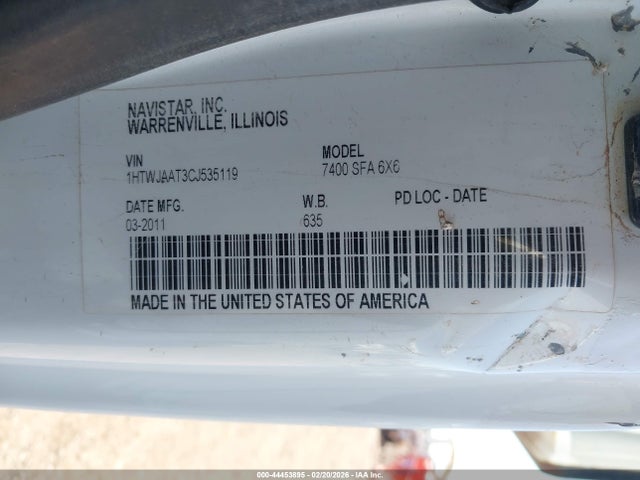 NAVISTAR, INC.
WARRENVILLE, ILLINOIS
VIN MODEL
1HTWJAAT3CJ535119 7400 SFA 6X6
DATE MFG. W.B. PD LOC - DATE
03-2011 635
MADE IN THE UNITED STATES OF AMERICA
000-44453895 - 02/20/2026 - IAA Inc.